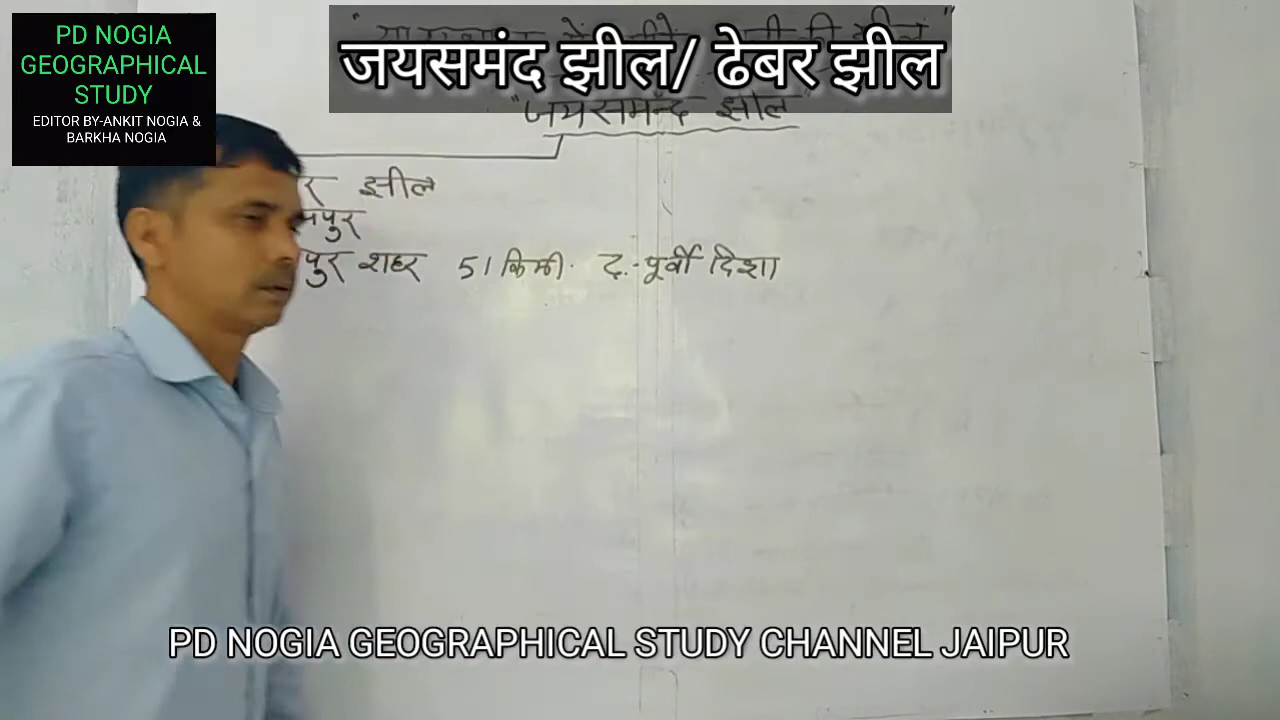 PD NOGIA
GEOGRAPHICAL
STUDY
EDITOR BY-ANKIT NOGIA &
BARKHA NOGIA
जयसमंद झील/ ढेबर झील
"जयसमन्द झील"
र झील
पुर
पुर शहर 51 किमी. द.-पूर्वी दिशा
PD NOGIA GEOGRAPHICAL STUDY CHANNEL JAIPUR